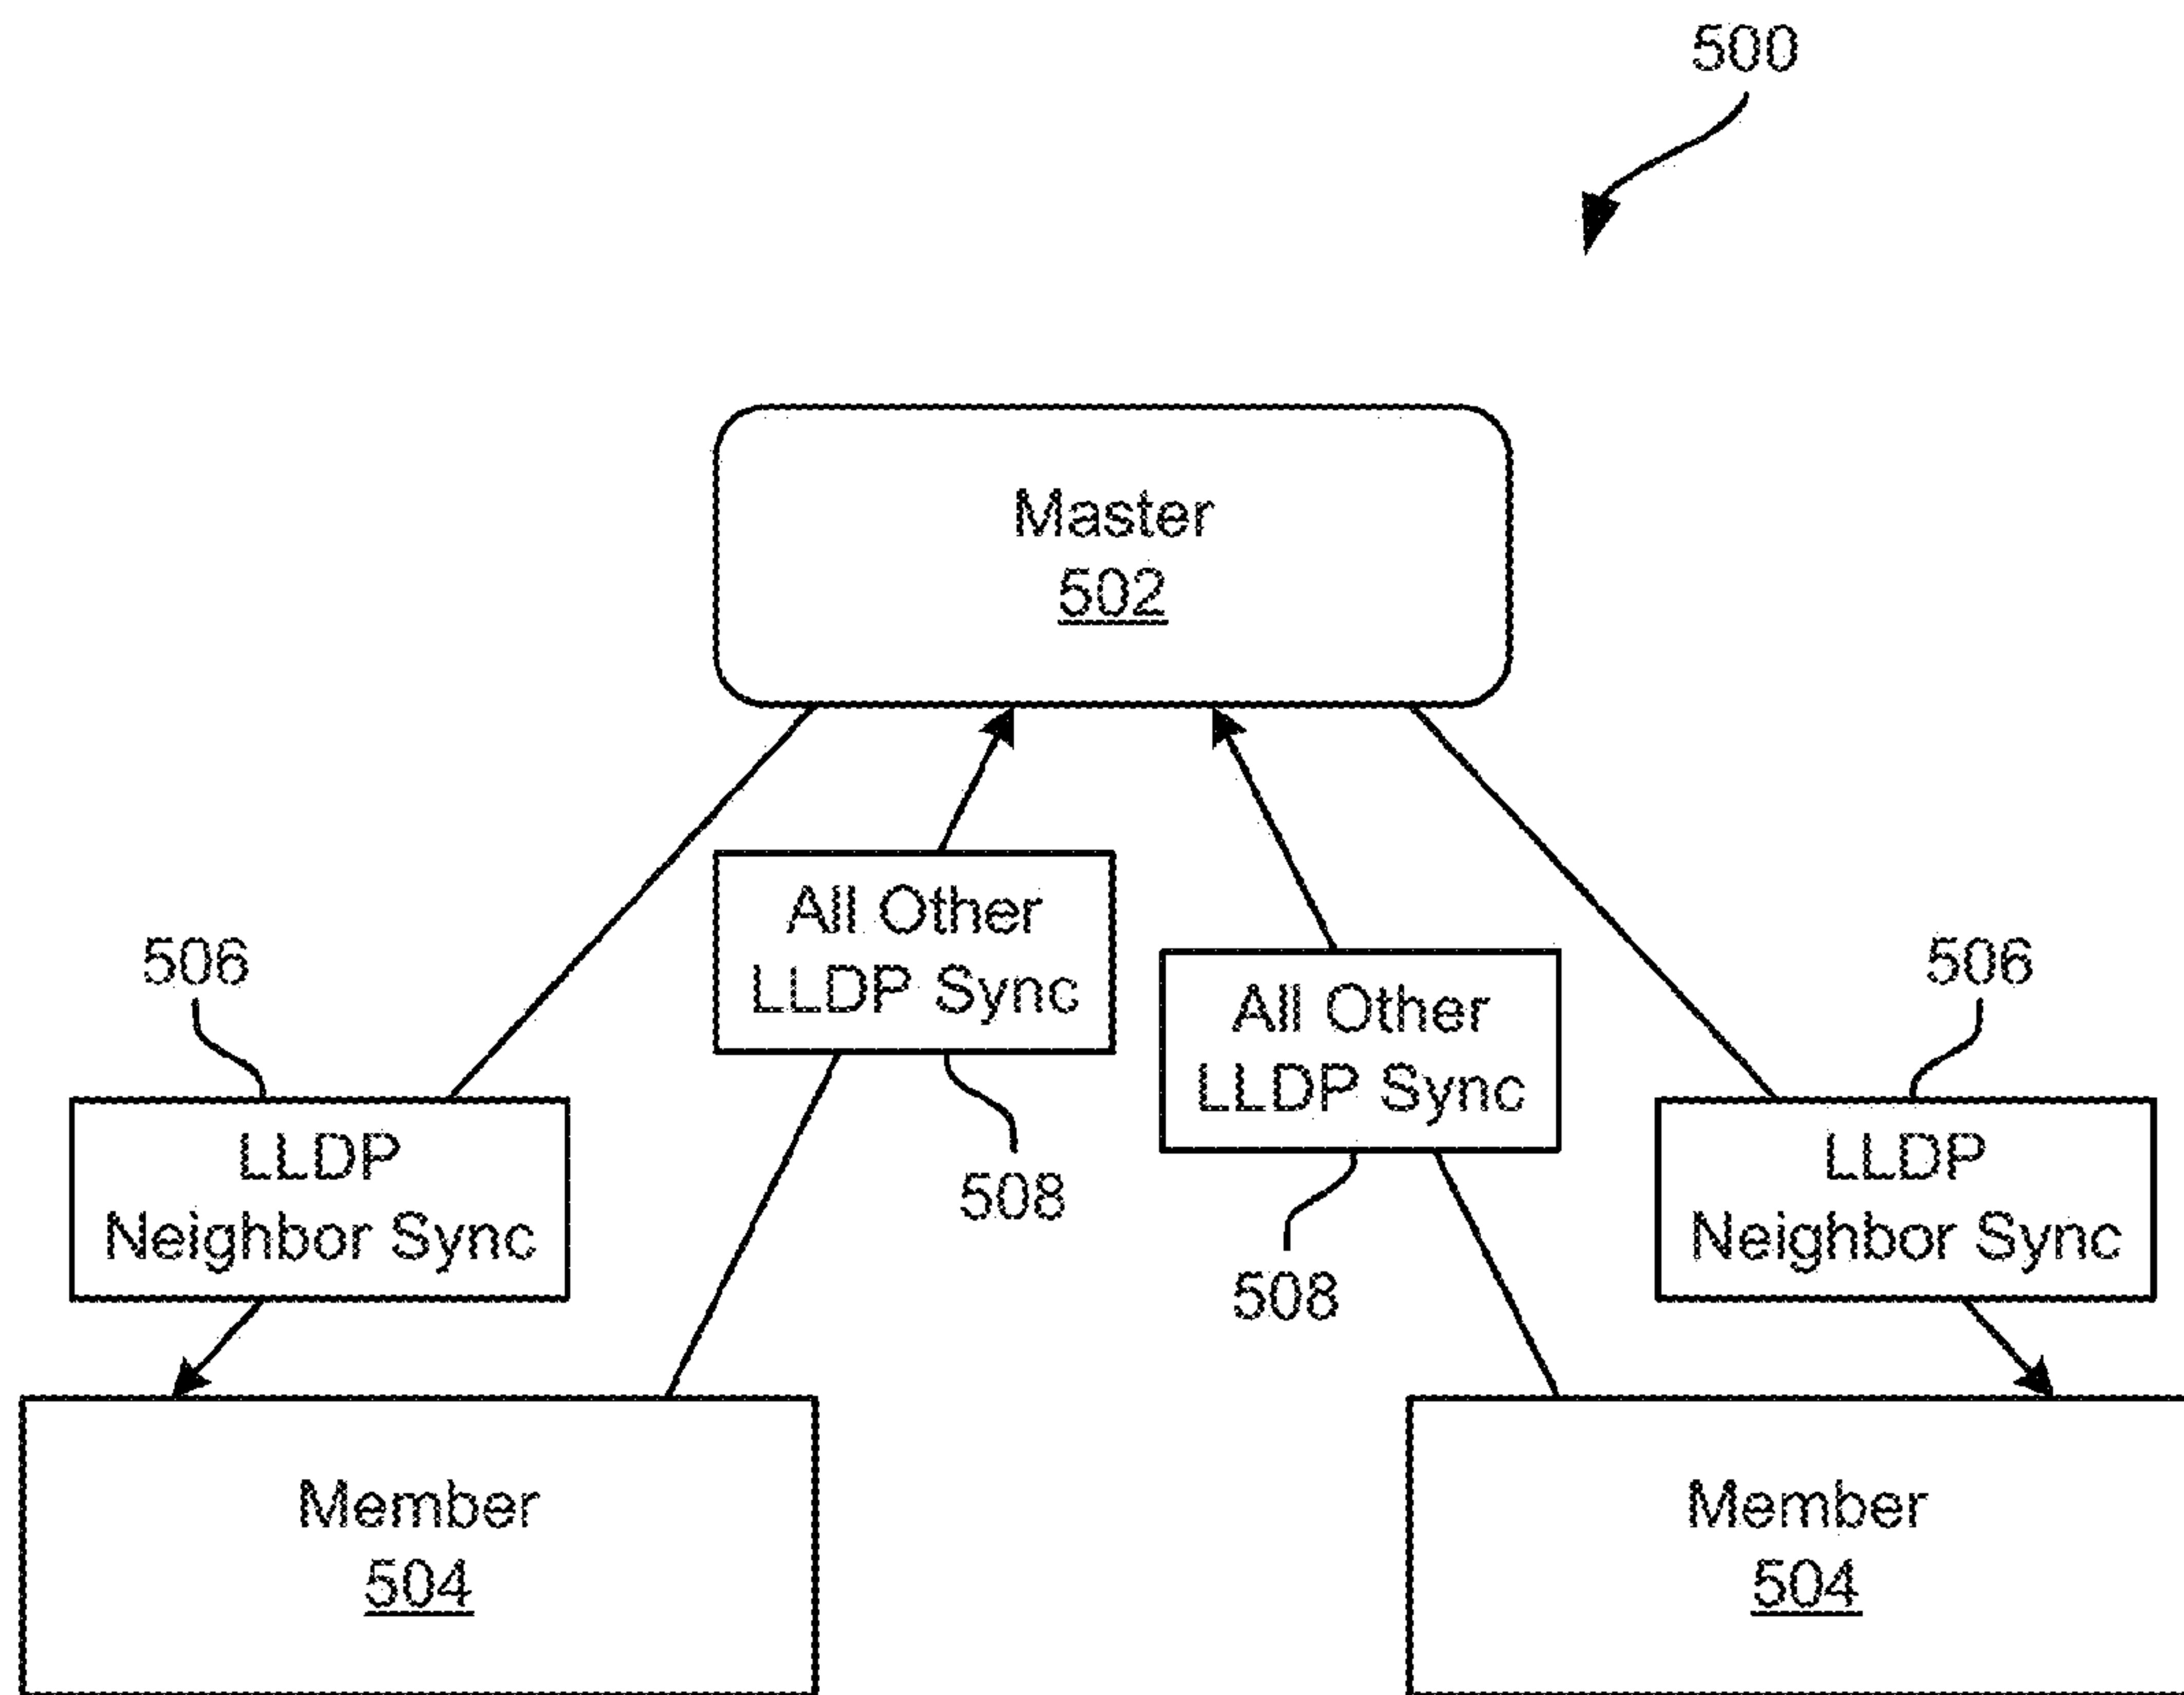 500
Master
502
All Other
LLDP Sync
506
All Other
LLDP Sync
506
LLDP
Neighbor Sync
508
LLDP
Neighbor Sync
508
Member
504
Member
504